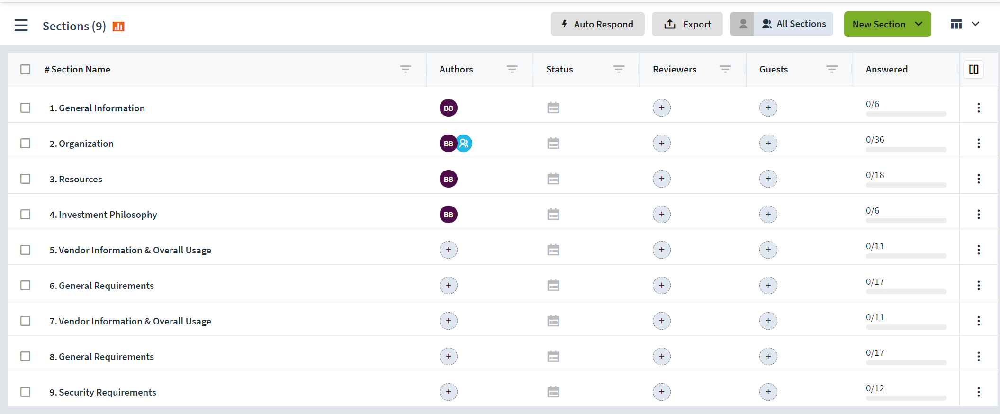 Sections (9) Auto Respond Export All Sections New Section
# Section Name Authors Status Reviewers Guests Answered
1. General Information BB + + 0/6
2. Organization BB + + 0/36
3. Resources BB + + 0/18
4. Investment Philosophy BB + + 0/6
5. Vendor Information & Overall Usage + + + 0/11
6. General Requirements + + + 0/17
7. Vendor Information & Overall Usage + + + 0/11
8. General Requirements + + + 0/17
9. Security Requirements + + + 0/12